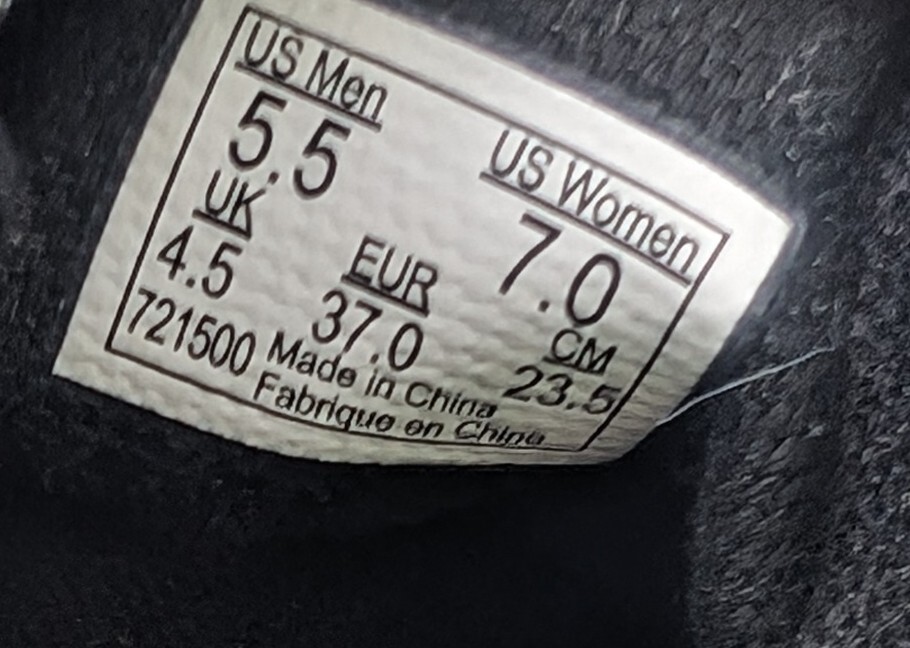 US Men
5.5
US Women
7.0
UK
4.5
EUR
37.0
CM
23.5
721500
Made in China
Fabrique en China